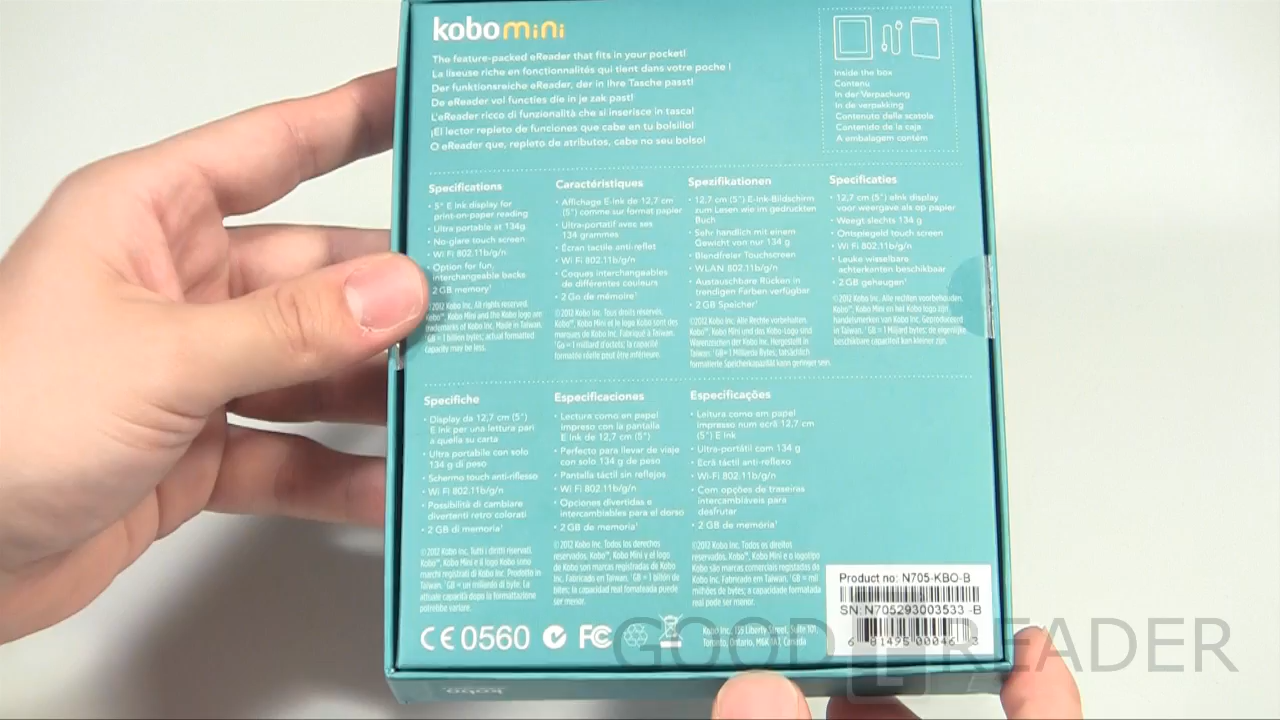 kobo mini
The feature-packed eReader that fits in your pocket!
La liseuse riche en fonctionnalités qui tient dans votre poche !
Der funktionsreiche eReader, der in Ihre Tasche passt!
De eReader vol functies die in je zak past!
L'eReader ricco di funzionalità che si inserisce in tasca!
¡El lector repleto de funciones que cabe en tu bolsillo!
O eReader que, repleto de atributos, cabe no seu bolso!
Inside the box
Contenu
In der Verpackung
In de verpakking
Contenuto della scatola
Contenido de la caja
A embalagem contém
Specifications
• 5" E Ink display for
print-on-paper reading
• Ultra portable at 134g
• No-glare touch screen
• Wi Fi 802.11b/g/n
• Option for fun,
interchangeable backs
• 2 GB memory¹
©2012 Kobo Inc. All rights reserved.
Kobo™, Kobo Mini and the Kobo logo are
trademarks of Kobo Inc. Made in Taiwan.
¹GB = 1 billion bytes; actual formatted
capacity may be less.
Caractéristiques
• Affichage E-Ink de 12,7 cm
(5") comme sur format papier
• Ultra-portatif avec ses
134 grammes
• Écran tactile anti-reflet
• Wi Fi 802.11b/g/n
• Coques interchangeables
de différentes couleurs
• 2 Go de mémoire¹
©2012 Kobo Inc. Tous droits réservés.
Kobo™, Kobo Mini et le logo Kobo sont des
marques de Kobo Inc. Fabriqué à Taïwan.
¹Go = 1 milliard d'octets; la capacité
formatée réelle peut être inférieure.
Spezifikationen
• 12,7 cm (5") E-Ink-Bildschirm
zum Lesen wie im gedruckten
Buch
• Sehr handlich mit einem
Gewicht von nur 134 g
• Blendfreier Touchscreen
• WLAN 802.11b/g/n
• Austauschbare Rücken in
trendigen Farben verfügbar
• 2 GB Speicher¹
©2012 Kobo Inc. Alle Rechte vorbehalten.
Kobo™, Kobo Mini und das Kobo-Logo sind
Warenzeichen der Kobo Inc. Hergestellt in
Taiwan. ¹GB= 1 Milliarde Bytes; tatsächlich
formatierte Speicherkapazität kann geringer sein.
Specificaties
• 12,7 cm (5") eInk display
voor weergave als op papier
• Weegt slechts 134 g
• Ontspiegeld touch screen
• Wi Fi 802.11b/g/n
• Leuke wisselbare
achterkanten beschikbaar
• 2 GB geheugen¹
©2012 Kobo Inc. Alle rechten voorbehouden.
Kobo™, Kobo Mini en het Kobo logo zijn
handelsmerken van Kobo Inc. Geproduceerd
in Taiwan. ¹GB = 1 Miljard bytes; de eigenlijke
beschikbare capaciteit kan kleiner zijn.
Specifiche
• Display da 12,7 cm (5")
E Ink per una lettura pari
a quella su carta
• Ultra portabile con solo
134 g di peso
• Schermo touch anti-riflesso
• Wi Fi 802.11b/g/n
• Possibilità di cambiare
divertenti retro colorati
• 2 GB di memoria¹
©2012 Kobo Inc. Tutti i diritti riservati.
Kobo™, Kobo Mini e il logo Kobo sono
marchi registrati di Kobo Inc. Prodotto in
Taiwan. ¹GB = un miliardo di byte. La
attuale capacità dopo la formattazione
potrebbe variare.
Especificaciones
• Lectura como en papel
impreso con la pantalla
E Ink de 12,7 cm (5")
• Perfecto para llevar de viaje
con solo 134 g de peso
• Pantalla táctil sin reflejos
• Wi Fi 802.11b/g/n
• Opciones divertidas e
intercambiables para el dorso
• 2 GB de memoria¹
©2012 Kobo Inc. Todos los derechos
reservados. Kobo™, Kobo Mini y el logo
de Kobo son marcas registradas de Kobo
Inc. Fabricado en Taiwan. ¹GB = 1 billón de
bites; la capacidad real formateada puede
ser menor.
Especificações
• Leitura como em papel
impresso num ecrã 12,7 cm
(5") E Ink
• Ultra-portátil com 134 g
• Ecrã táctil anti-reflexo
• Wi-Fi 802.11b/g/n
• Com opções de traseiras
intercambiáveis para
desfrutar
• 2 GB de memória¹
©2012 Kobo Inc. Todos os direitos
reservados. Kobo™, Kobo Mini e o logotipo
Kobo são marcas comerciais registadas da
Kobo Inc. Fabricado em Taiwan. ¹GB = mil
milhões de bytes; a capacidade formatada
real pode ser menor.
CE0560 FC
Kobo Inc. 135 Liberty Street, Suite 101,
Toronto, Ontario, M6K 1A7, Canada
Product no: N705-KBO-B
SN: N705293003533 -B
6 81495 00046 3
GOOD E READER
kobo